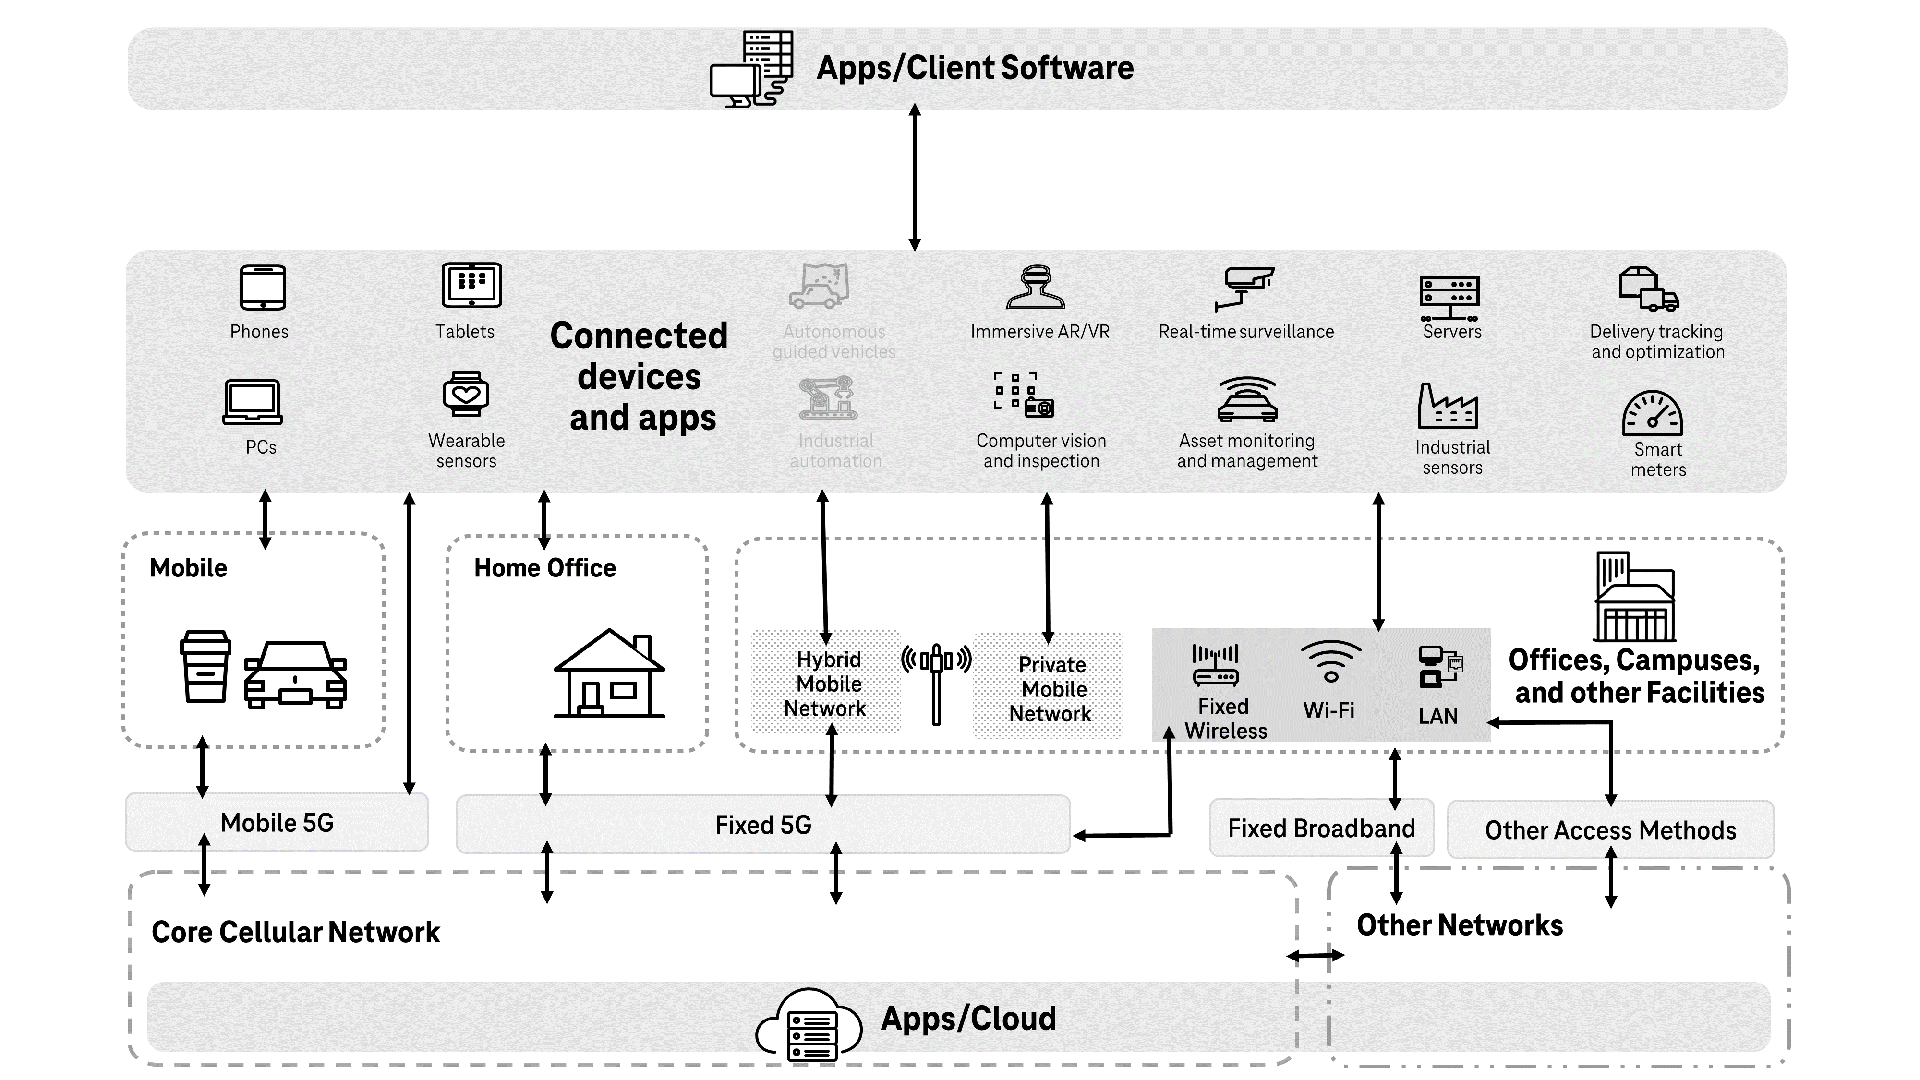 Apps/Client Software
Phones
Tablets
Connected
devices
and apps
Autonomous
guided vehicles
Immersive AR/VR
Real-time surveillance
Servers
Delivery tracking
and optimization
PCs
Wearable
sensors
Industrial
automation
Computer vision
and inspection
Asset monitoring
and management
Industrial
sensors
Smart
meters
Mobile
Home Office
Hybrid
Mobile
Network
Private
Mobile
Network
Fixed
Wireless
Wi-Fi
LAN
Offices, Campuses,
and other Facilities
Mobile 5G
Fixed 5G
Fixed Broadband
Other Access Methods
Core Cellular Network
Other Networks
Apps/Cloud